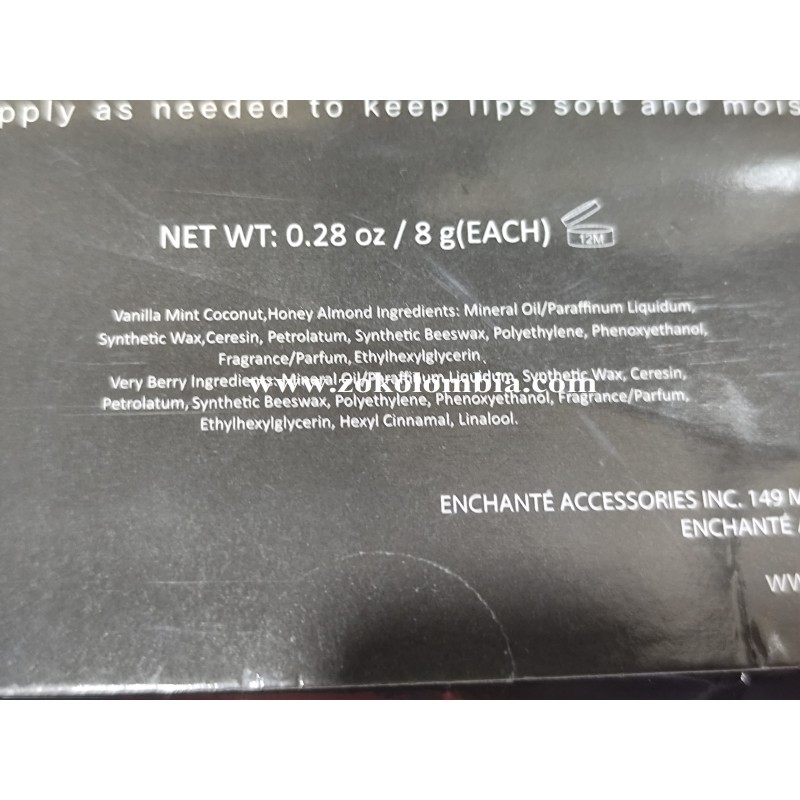 pply as needed to keep lips soft and mois
NET WT: 0.28 oz / 8 g(EACH) 12M
Vanilla Mint Coconut,Honey Almond Ingredients: Mineral Oil/Paraffinum Liquidum,
Synthetic Wax,Ceresin, Petrolatum, Synthetic Beeswax, Polyethylene, Phenoxyethanol,
Fragrance/Parfum, Ethylhexylglycerin.
Very Berry Ingredients: Mineral Oil/Paraffinum Liquidum, Synthetic Wax, Ceresin,
www.zolkolombia.com
Petrolatum, Synthetic Beeswax, Polyethylene, Phenoxyethanol, Fragrance/Parfum,
Ethylhexylglycerin, Hexyl Cinnamal, Linalool.
ENCHANTÉ ACCESSORIES INC. 149 M
ENCHANTÉ
WW